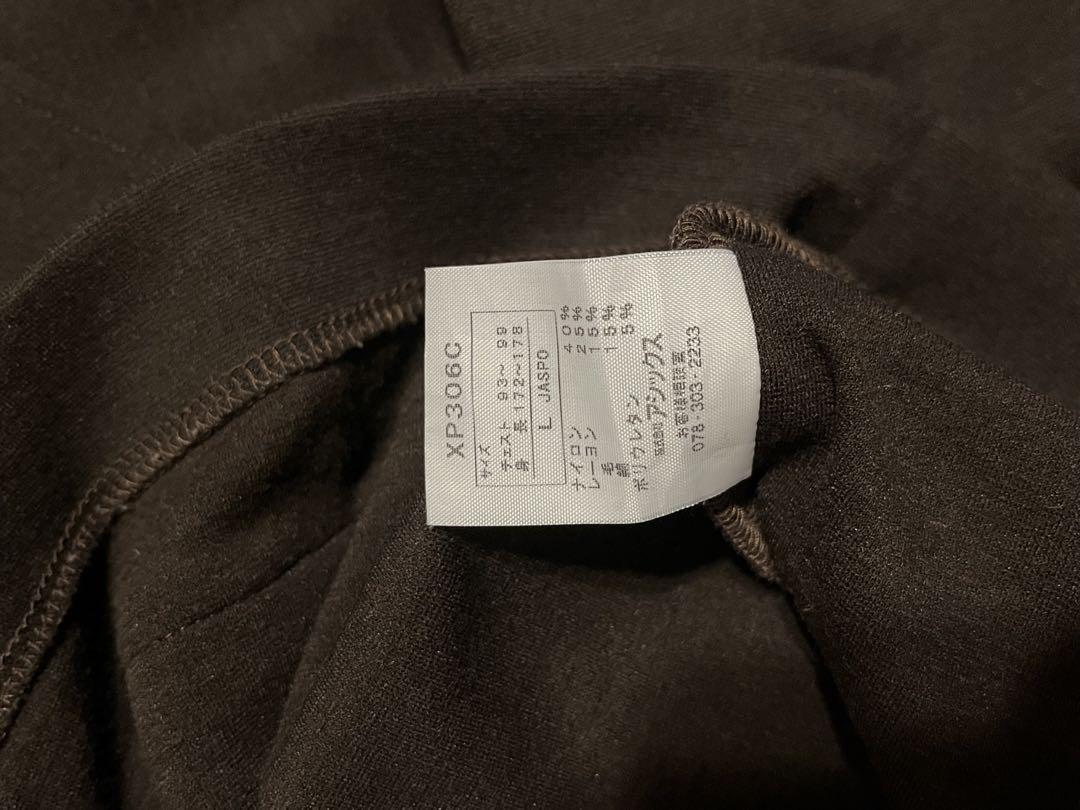 XP306C
サイズ
チェスト 93～ 99
身　長 172～178
L JASPO
ナイロン 40%
レーヨン 25%
毛 15%
綿 15%
ポリウレタン 5%
株式会社 アシックス
お客様相談室
078-303-2233